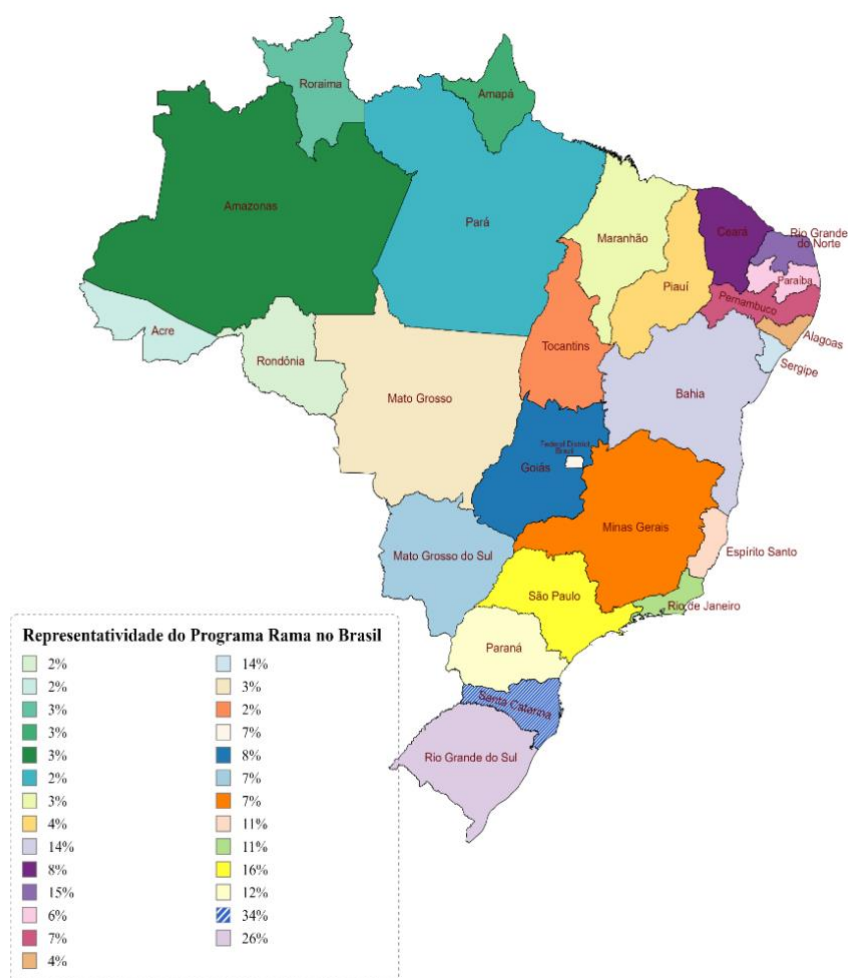 Roraima
Amapá
Amazonas
Pará
Maranhão
Ceará
Rio Grande
do Norte
Paraíba
Piauí
Pernambuco
Alagoas
Sergipe
Acre
Rondônia
Tocantins
Mato Grosso
Bahia
Federal District,
Brazil
Goiás
Minas Gerais
Mato Grosso do Sul
Espírito Santo
São Paulo
Rio de Janeiro
Paraná
Santa Catarina
Rio Grande do Sul
Representatividade do Programa Rama no Brasil
2%
2%
3%
3%
3%
2%
3%
4%
14%
8%
15%
6%
7%
4%
14%
3%
2%
7%
8%
7%
7%
11%
11%
16%
12%
34%
26%